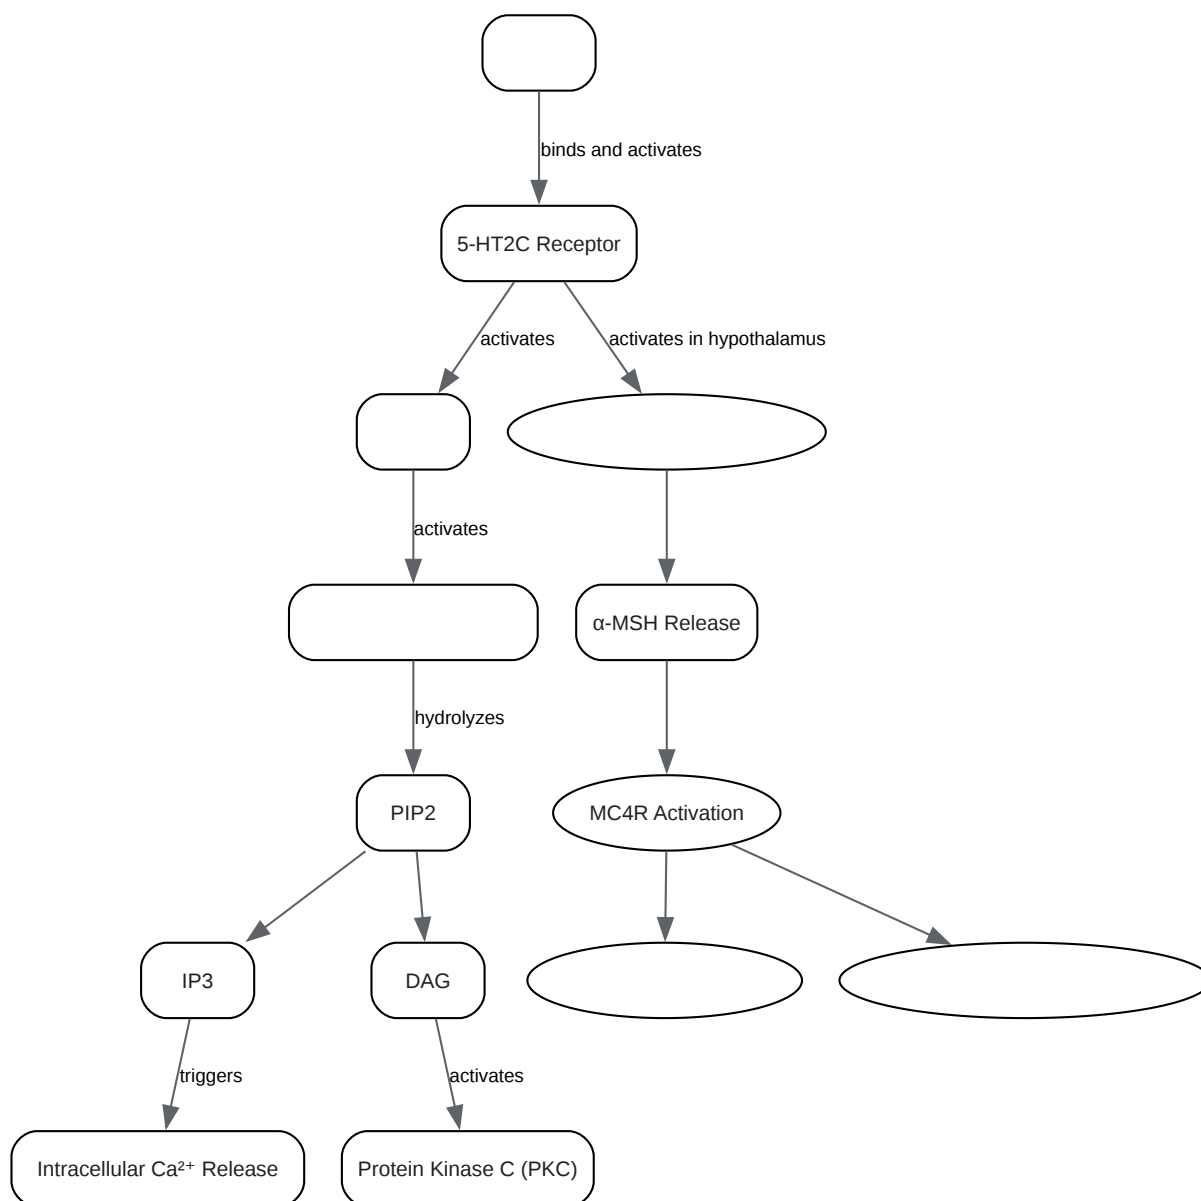 binds and activates
5-HT2C Receptor
activates
activates in hypothalamus
activates
α-MSH Release
hydrolyzes
PIP2
MC4R Activation
IP3
DAG
triggers
activates
Intracellular Ca²⁺ Release
Protein Kinase C (PKC)